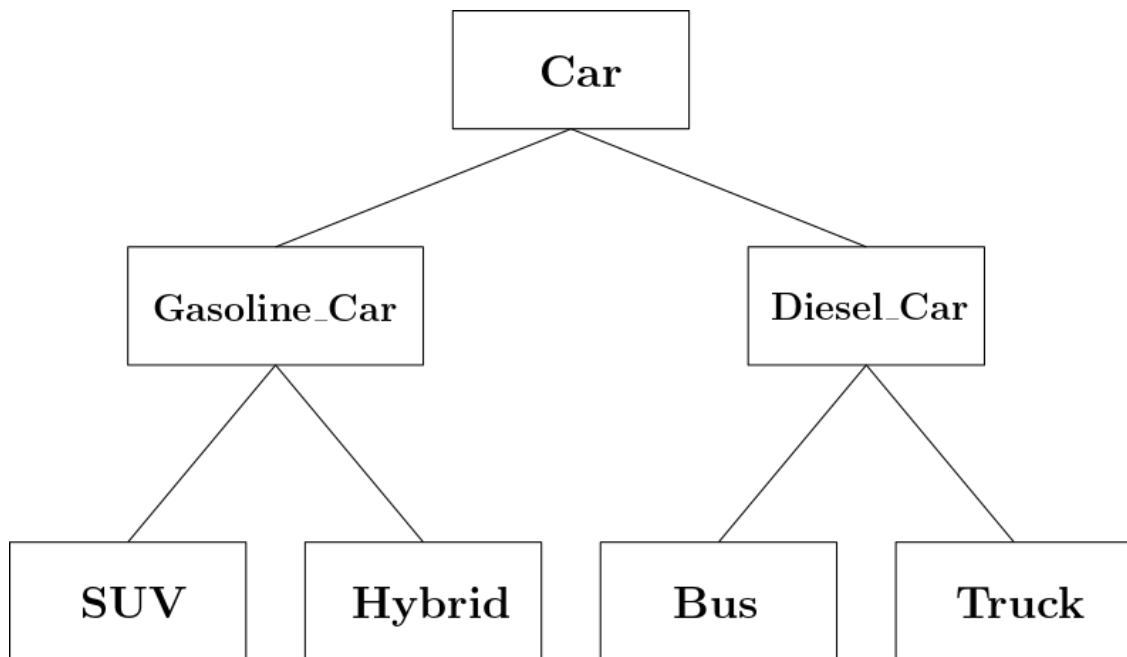 Car
Gasoline_Car
Diesel_Car
SUV
Hybrid
Bus
Truck